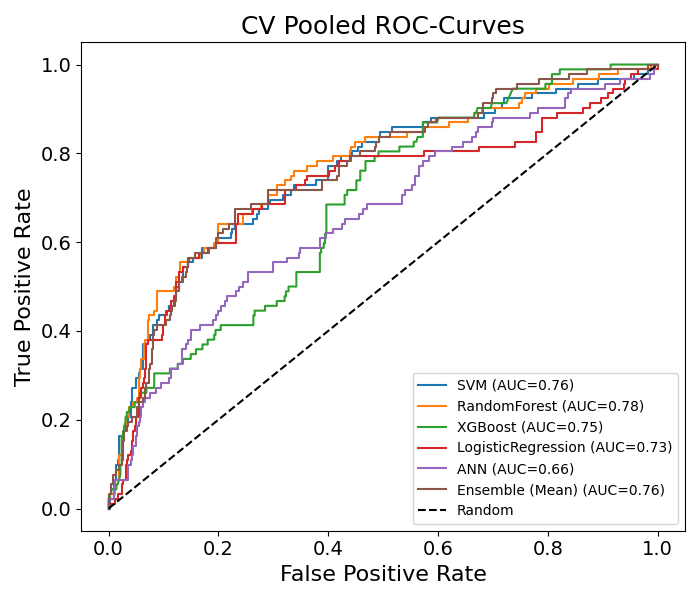 CV Pooled ROC-Curves
True Positive Rate
1.0
0.8
0.6
0.4
0.2
0.0
SVM (AUC=0.76)
RandomForest (AUC=0.78)
XGBoost (AUC=0.75)
LogisticRegression (AUC=0.73)
ANN (AUC=0.66)
Ensemble (Mean) (AUC=0.76)
Random
0.0 0.2 0.4 0.6 0.8 1.0
False Positive Rate